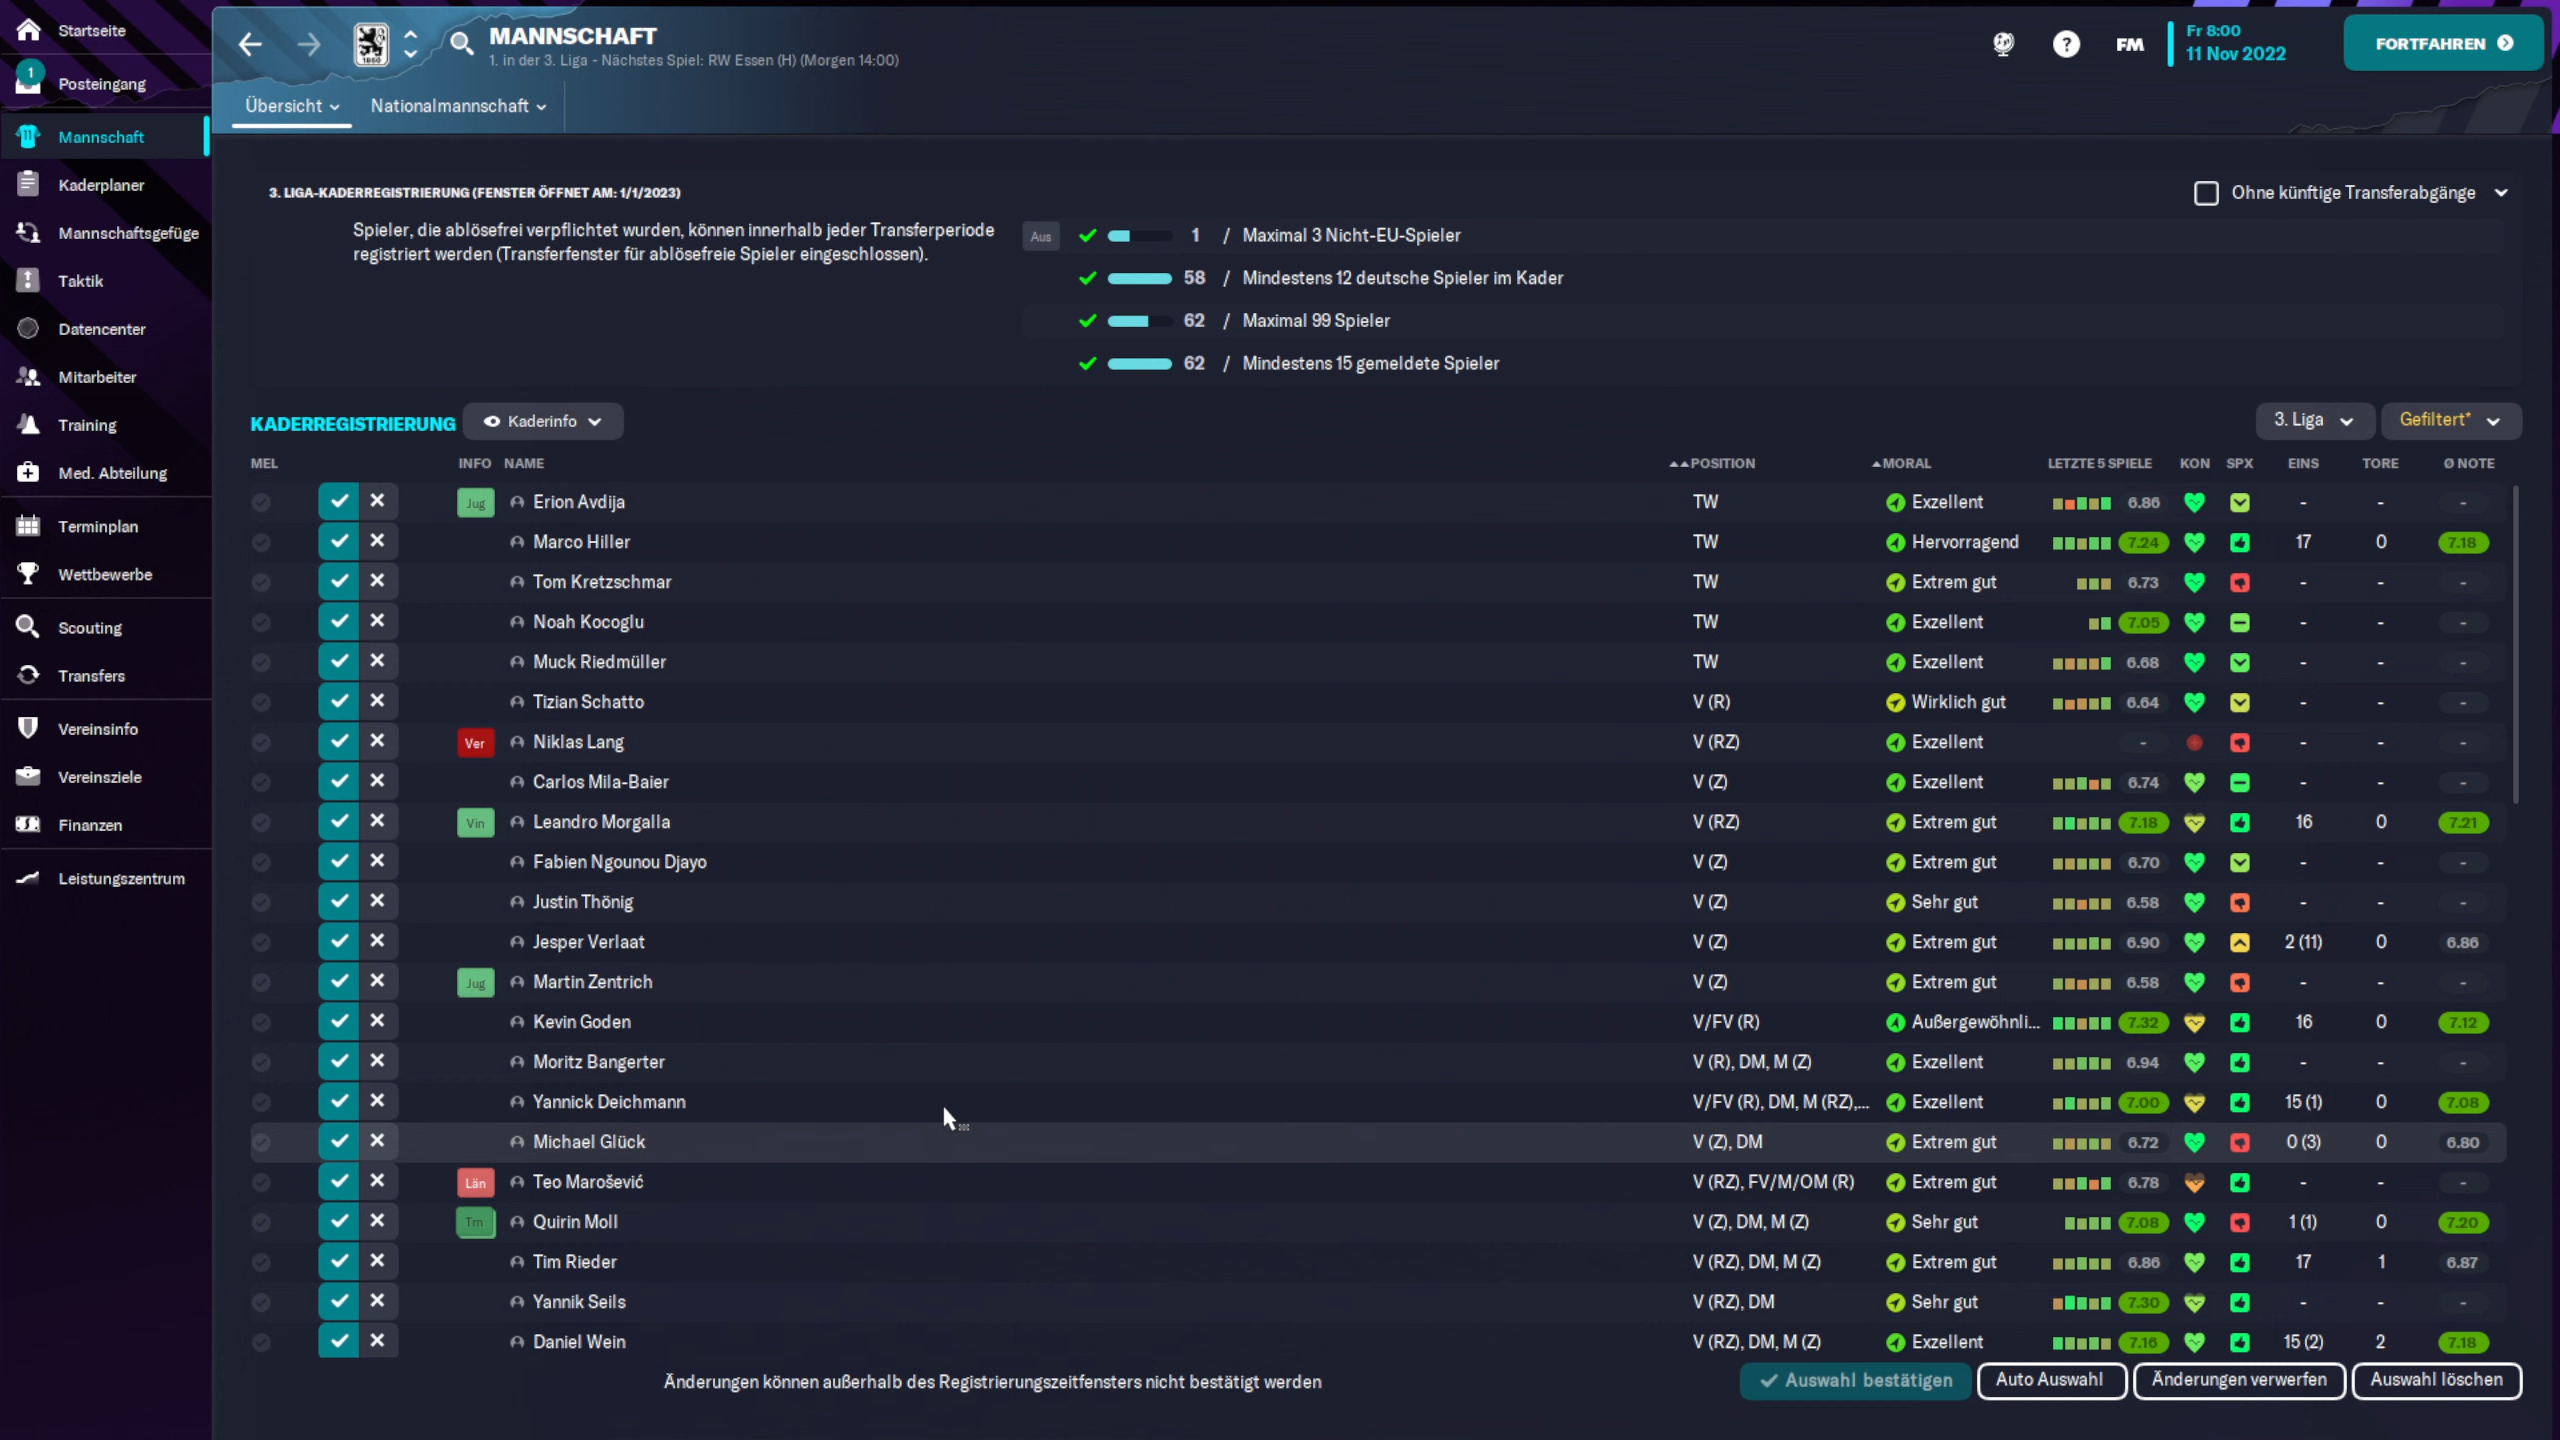 Startseite
1
Posteingang
Mannschaft
Kaderplaner
Mannschaftsgefüge
Taktik
Datencenter
Mitarbeiter
Training
Med. Abteilung
Terminplan
Wettbewerbe
Scouting
Transfers
Vereinsinfo
Vereinsziele
Finanzen
Leistungszentrum
1860
MANNSCHAFT
1. in der 3. Liga - Nächstes Spiel: RW Essen (H) (Morgen 14:00)
? FM
Fr 8:00
11 Nov 2022
FORTFAHREN
Übersicht Nationalmannschaft
3. LIGA-KADERREGISTRIERUNG (FENSTER ÖFFNET AM: 1/1/2023)
Ohne künftige Transferabgänge
Spieler, die ablösefrei verpflichtet wurden, können innerhalb jeder Transferperiode
registriert werden (Transferfenster für ablösefreie Spieler eingeschlossen).
Aus 1 / Maximal 3 Nicht-EU-Spieler
58 / Mindestens 12 deutsche Spieler im Kader
62 / Maximal 99 Spieler
62 / Mindestens 15 gemeldete Spieler
KADERREGISTRIERUNG Kaderinfo 3. Liga Gefiltert*
MEL INFO NAME POSITION MORAL LETZTE 5 SPIELE KON SPX EINS TORE Ø NOTE
Jug Erion Avdija TW Exzellent 6.86 - - -
Marco Hiller TW Hervorragend 7.24 17 0 7.18
Tom Kretzschmar TW Extrem gut 6.73 - - -
Noah Kocoglu TW Exzellent 7.05 - - -
Muck Riedmüller TW Exzellent 6.68 - - -
Tizian Schatto V (R) Wirklich gut 6.64 - - -
Ver Niklas Lang V (RZ) Exzellent - - - -
Carlos Mila-Baier V (Z) Exzellent 6.74 - - -
Vin Leandro Morgalla V (RZ) Extrem gut 7.18 16 0 7.21
Fabien Ngounou Djayo V (Z) Extrem gut 6.70 - - -
Justin Thönig V (Z) Sehr gut 6.58 - - -
Jesper Verlaat V (Z) Extrem gut 6.90 2 (11) 0 6.86
Jug Martin Zentrich V (Z) Extrem gut 6.58 - - -
Kevin Goden V/FV (R) Außergewöhnli... 7.32 16 0 7.12
Moritz Bangerter V (R), DM, M (Z) Exzellent 6.94 - - -
Yannick Deichmann V/FV (R), DM, M (RZ),... Exzellent 7.00 15 (1) 0 7.08
Michael Glück V (Z), DM Extrem gut 6.72 0 (3) 0 6.80
Län Teo Marošević V (RZ), FV/M/OM (R) Extrem gut 6.78 - - -
Trn Quirin Moll V (Z), DM, M (Z) Sehr gut 7.08 1 (1) 0 7.20
Tim Rieder V (RZ), DM, M (Z) Extrem gut 6.86 17 1 6.87
Yannik Seils V (RZ), DM Sehr gut 7.30 - - -
Daniel Wein V (RZ), DM, M (Z) Exzellent 7.16 15 (2) 2 7.18
Änderungen können außerhalb des Registrierungszeitfensters nicht bestätigt werden
Auswahl bestätigen Auto Auswahl Änderungen verwerfen Auswahl löschen